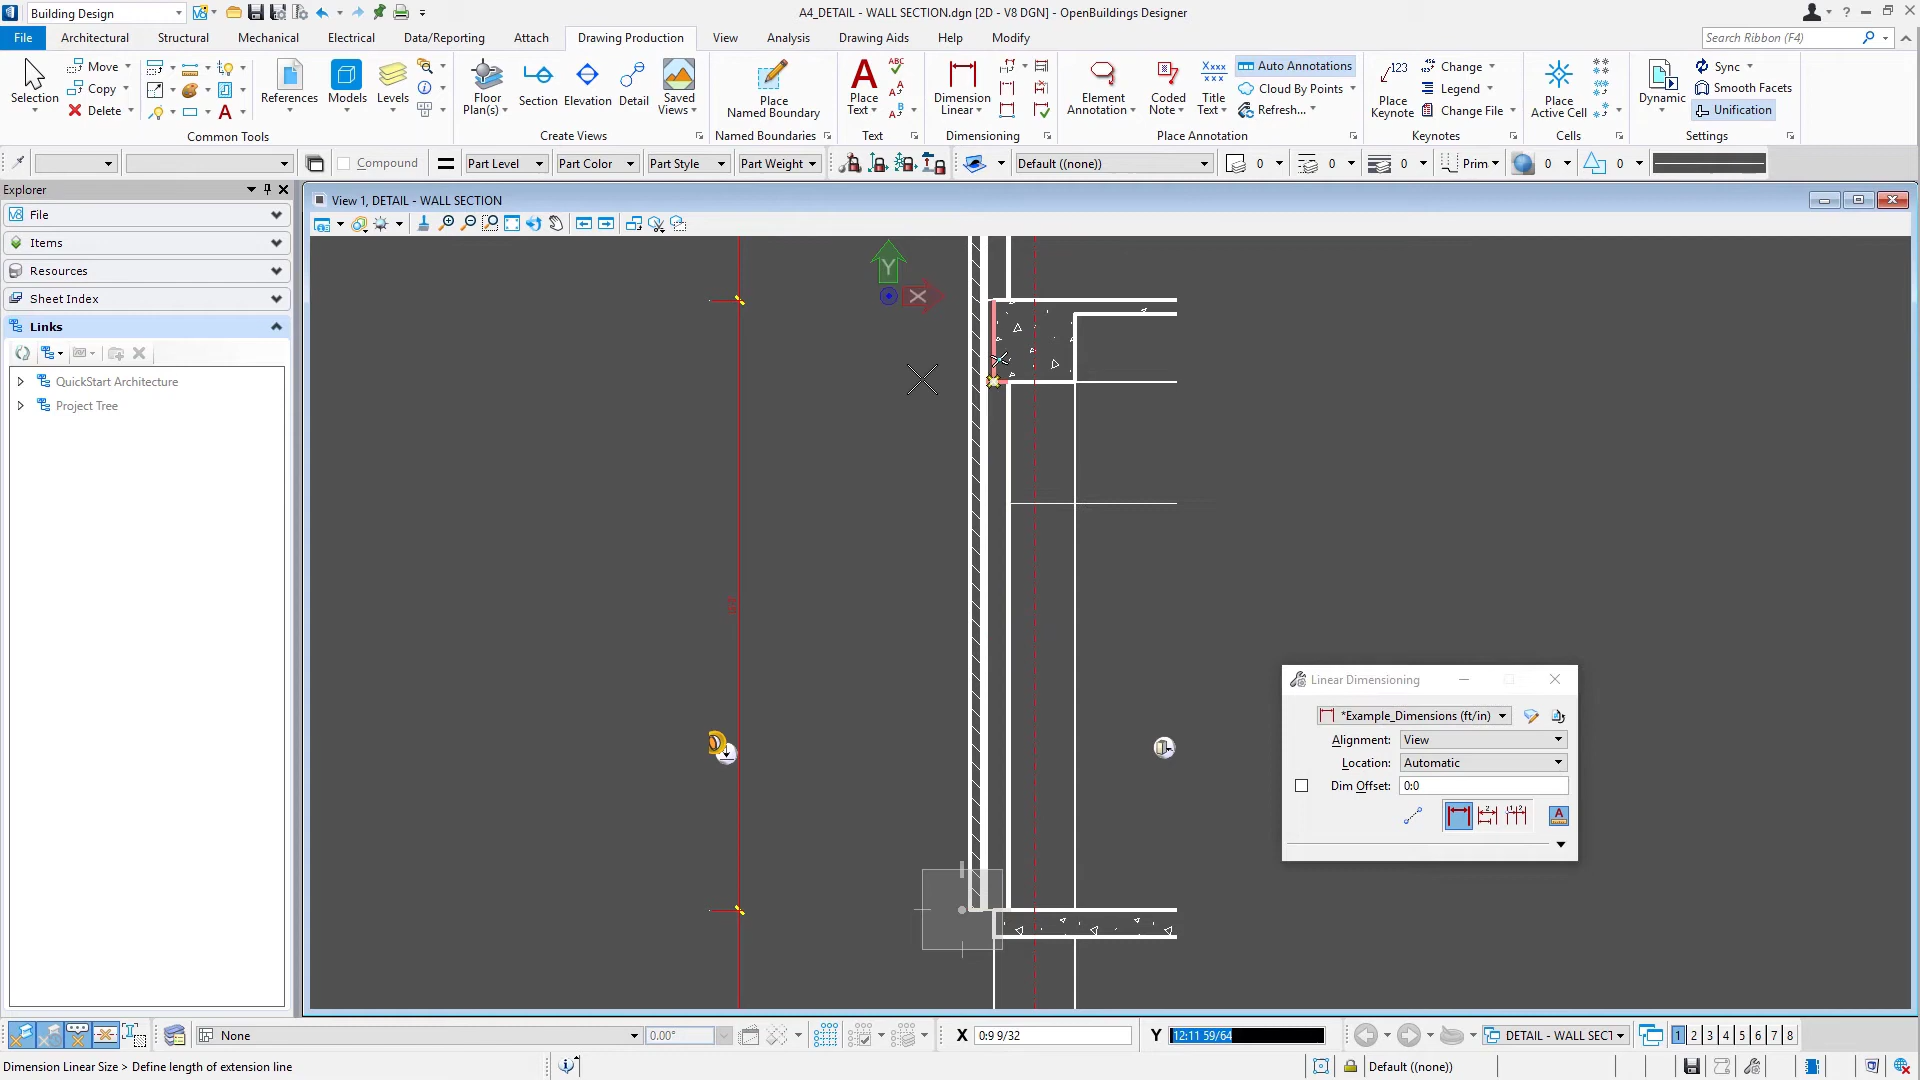 Building Design
A4_DETAIL - WALL SECTION.dgn [2D - V8 DGN] - OpenBuildings Designer
File
Architectural
Structural
Mechanical
Electrical
Data/Reporting
Attach
Drawing Production
View
Analysis
Drawing Aids
Help
Modify
Search Ribbon (F4)
Selection
Move
Copy
Delete
Common Tools
References
Models
Levels
Floor Plan(s)
Section
Elevation
Detail
Saved Views
Create Views
Place Named Boundary
Named Boundaries
Place Text
Text
Dimension Linear
Dimensioning
Element Annotation
Coded Note
Title Text
Auto Annotations
Cloud By Points
Refresh...
Place Annotation
Place Keynote
Change
Legend
Change File
Keynotes
Place Active Cell
Cells
Dynamic
Sync
Smooth Facets
Unification
Settings
Compound
Part Level
Part Color
Part Style
Part Weight
Default ((none))
0
0
0
Prim
0
0
Explorer
File
Resources
Items
Sheet Index
Links
QuickStart Architecture
Project Tree
View 1, DETAIL - WALL SECTION
Y
X
Linear Dimensioning
*Example_Dimensions (ft/in)
Alignment: View
Location: Automatic
Dim Offset: 0:0
None
0.00°
X 0:9 9/32
Y 12:11 59/64
DETAIL - WALL SECT
1 2 3 4 5 6 7 8
Dimension Linear Size > Define length of extension line
Default ((none))